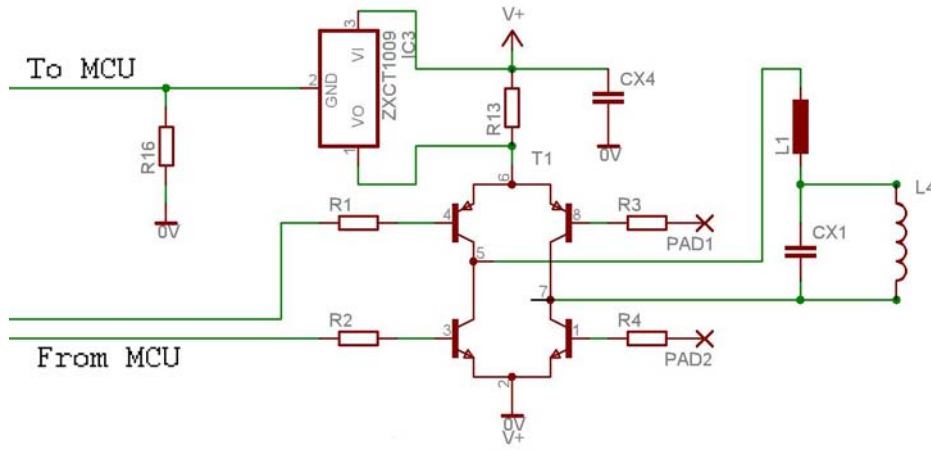 V+
To MCU
3
VI
2
GND
VO
1
ZXCT1009
IC3
R16
0V
R13
CX4
0V
T1
6
L1
L4
R1
4
8
R3
PAD1
5
CX1
7
R2
3
1
R4
PAD2
From MCU
2
0V
V+